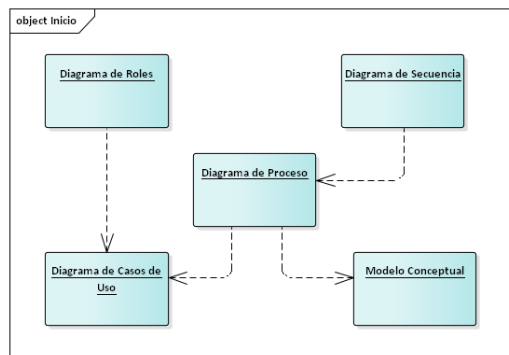 object Inicio
Diagrama de Roles
Diagrama de Secuencia
Diagrama de Proceso
Diagrama de Casos de
Uso
Modelo Conceptual